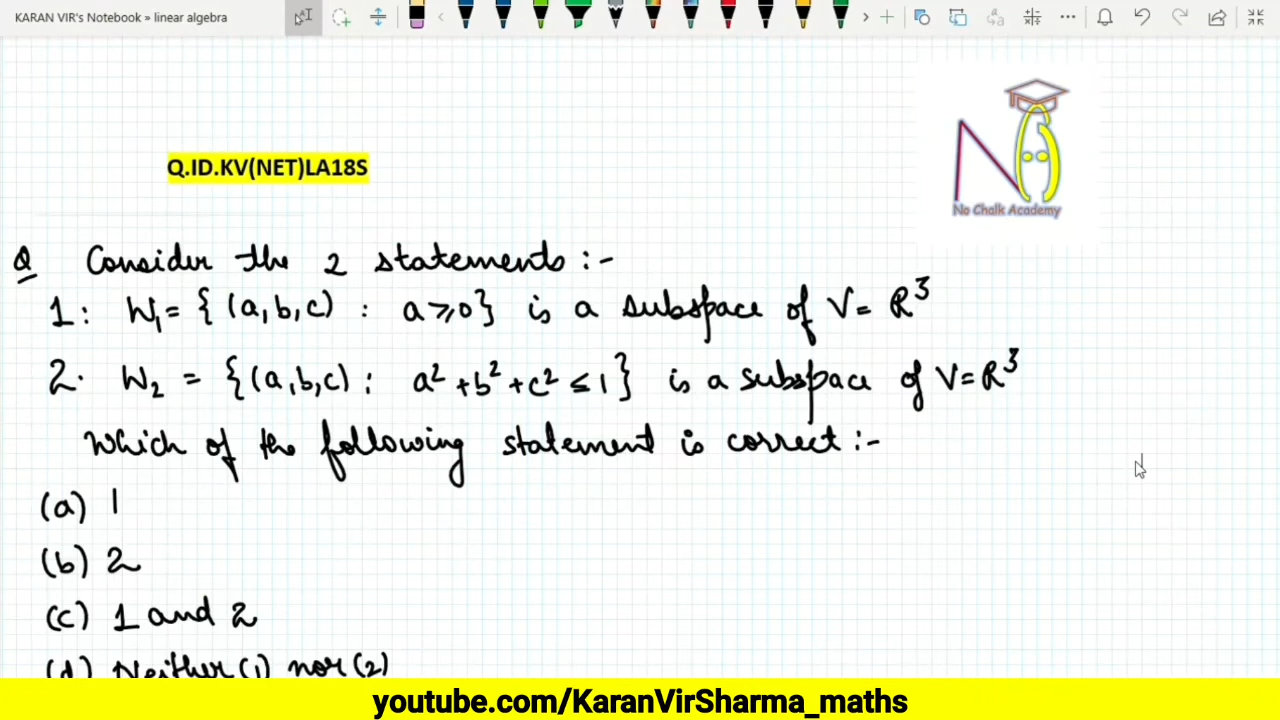 KARAN VIR's Notebook » linear algebra
No Chalk Academy
Q.ID.KV(NET)LA18S
Q Consider the 2 statements :-
1: W₁ = {(a,b,c) : a ≥ 0} is a subspace of V = R³
2. W₂ = {(a,b,c) : a² + b² + c² ≤ 1} is a subspace of V = R³
Which of the following statement is correct :-
(a) 1
(b) 2
(c) 1 and 2
(d) Neither (1) nor (2)
youtube.com/KaranVirSharma_maths